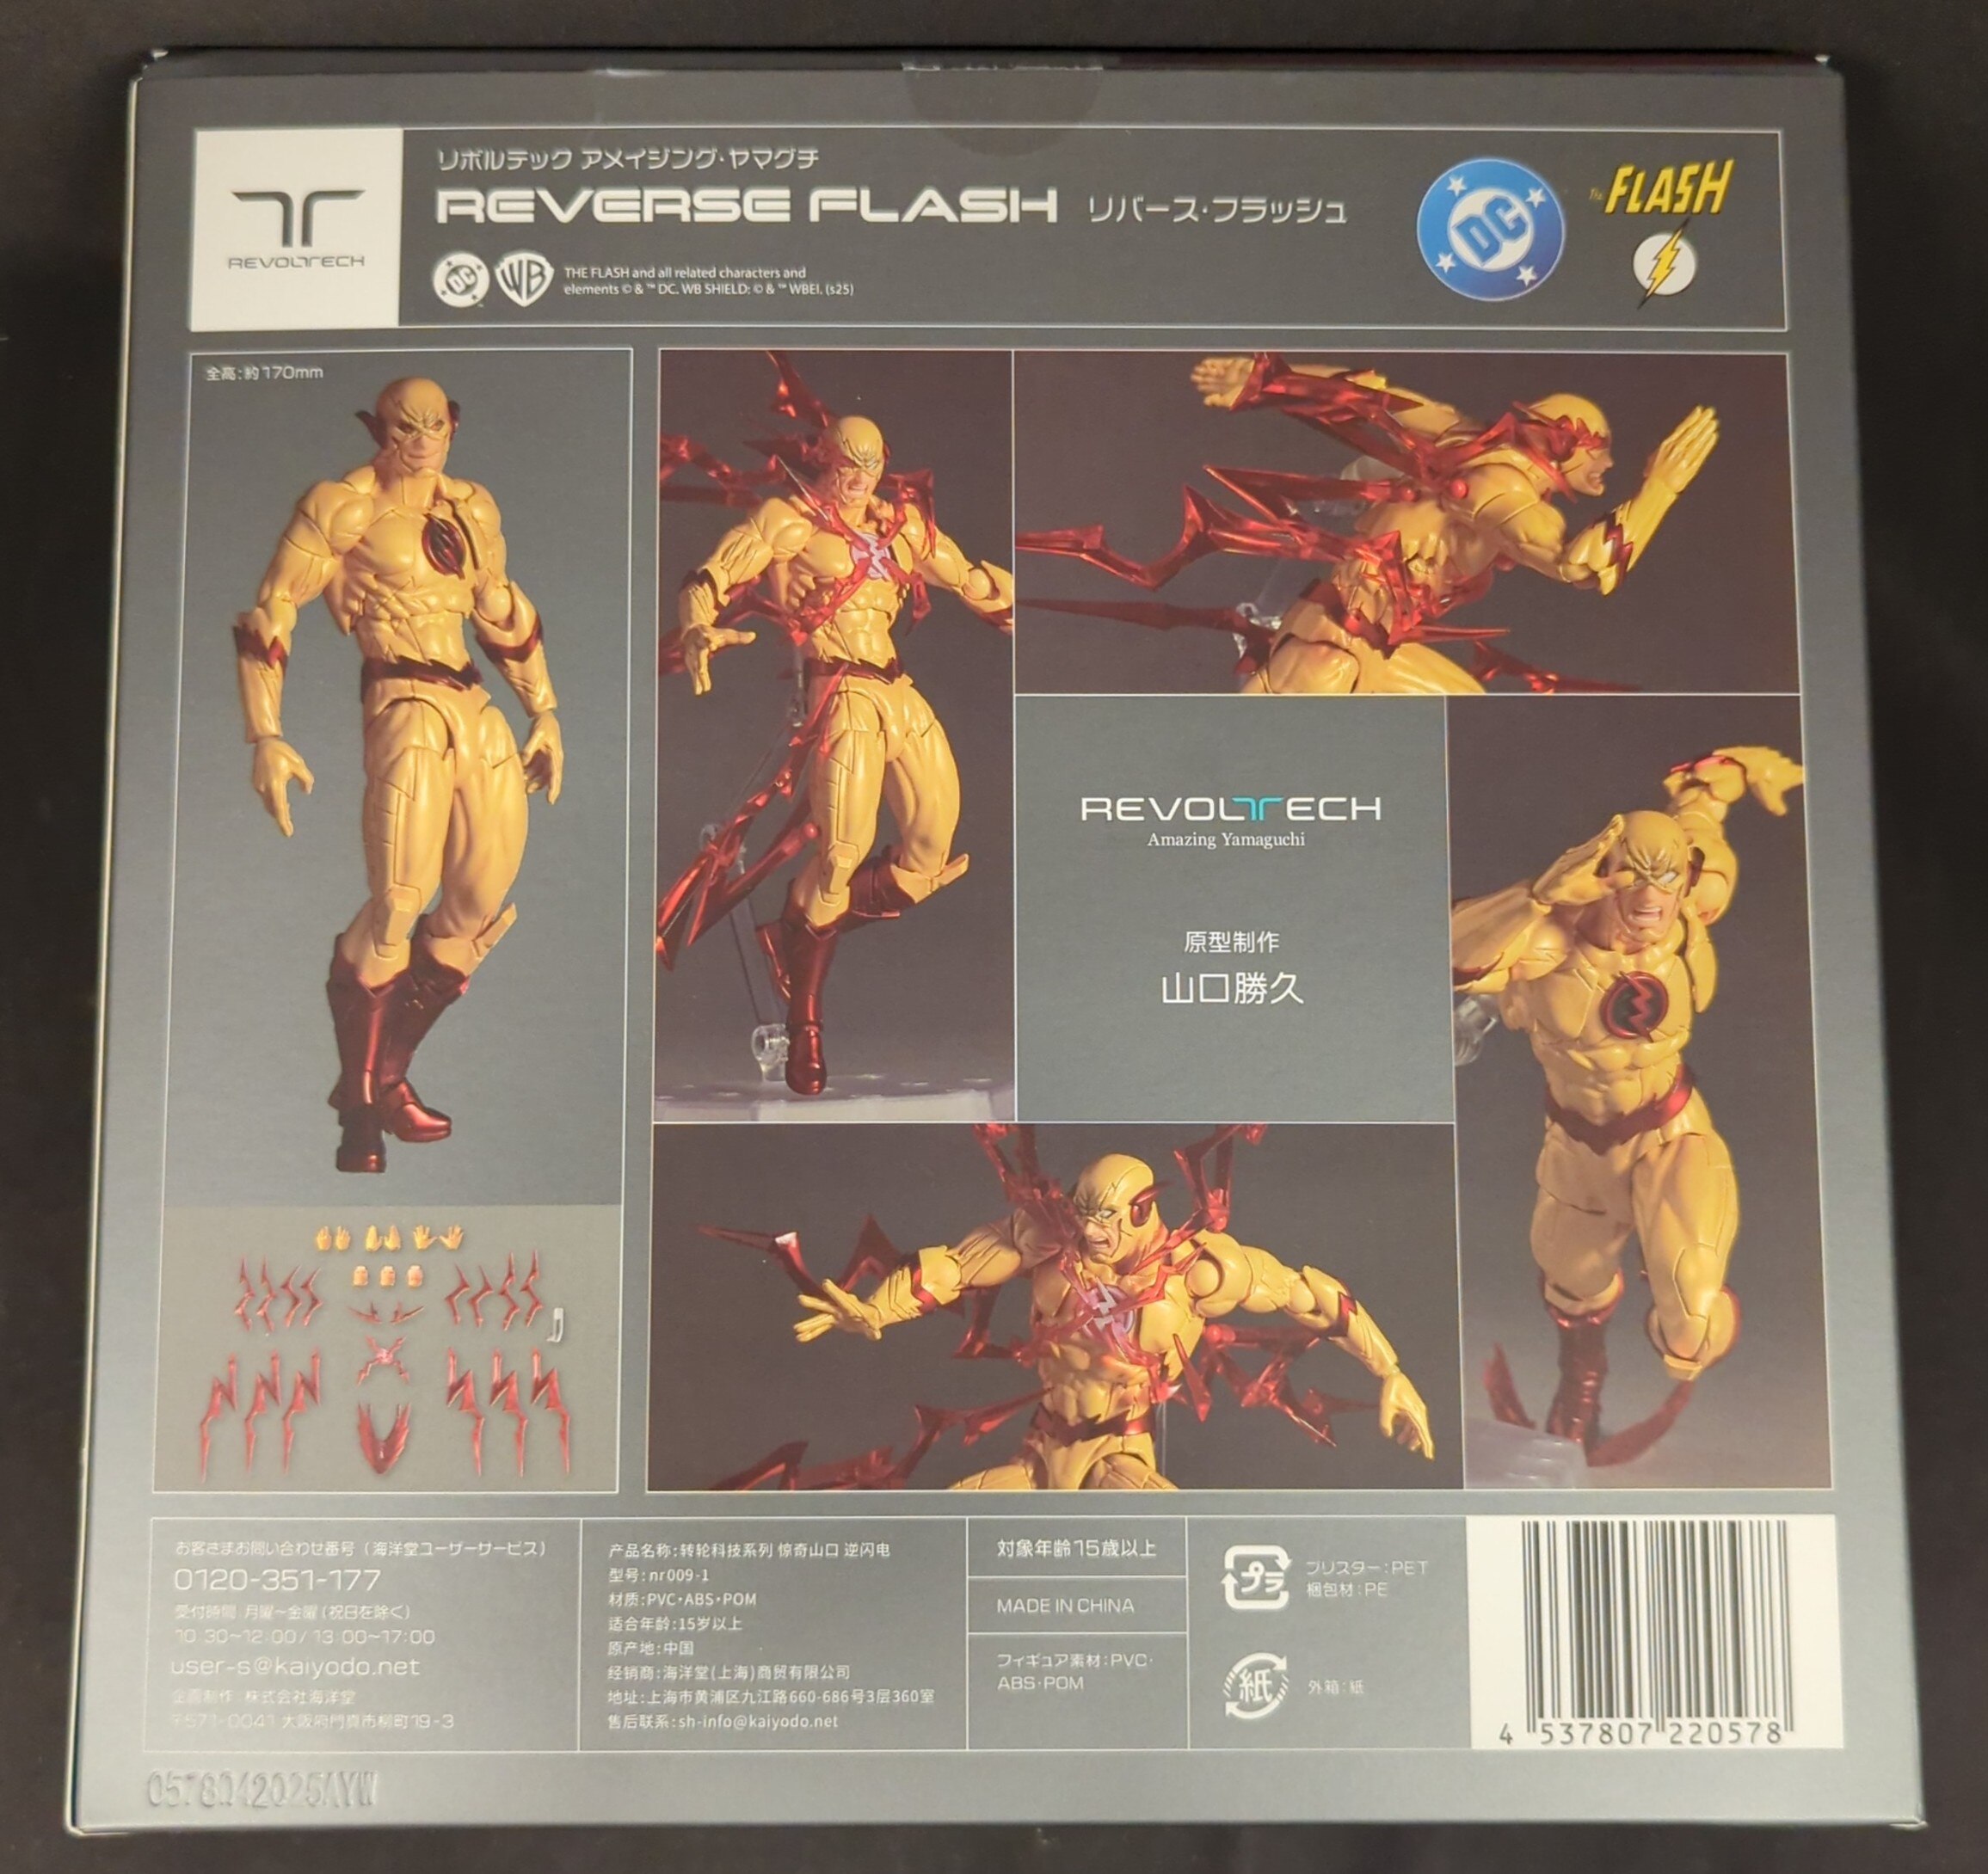 リボルテック アメイジング・ヤマグチ
REVERSE FLASH リバース・フラッシュ
REVOLTECH
DC WB THE FLASH and all related characters and
elements © & ™ DC. WB SHIELD: © & ™ WBEI. (s25)
DC
The FLASH
全高:約170mm
REVOLTECH
Amazing Yamaguchi
原型制作
山口勝久
お客さまお問い合わせ番号(海洋堂ユーザーサービス)
0120-351-177
受付時間 月曜~金曜(祝日を除く)
10:30~12:00/13:00~17:00
user-s@kaiyodo.net
企画制作:株式会社海洋堂
〒571-0041 大阪府門真市柳町19-3
产品名称:转轮科技系列 惊奇山口 逆闪电
型号:nr009-1
材质:PVC・ABS・POM
适合年龄:15岁以上
原产地:中国
经销商:海洋堂(上海)商贸有限公司
地址:上海市黄浦区九江路660-686号3层360室
售后联系:sh-info@kaiyodo.net
対象年齢15歳以上
MADE IN CHINA
フィギュア素材:PVC・
ABS・POM
プラ
ブリスター:PET
梱包材:PE
紙
外箱:紙
4 537807 220578
0578042025AYW